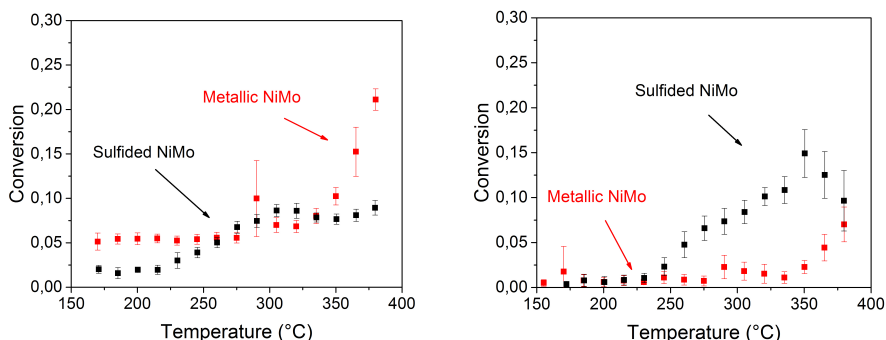 0,30
0,25
0,20
0,15
0,10
0,05
0,00
Conversion
Metallic NiMo
Sulfided NiMo
150 200 250 300 350 400
Temperature (°C)
0,30
0,25
0,20
0,15
0,10
0,05
0,00
Conversion
Sulfided NiMo
Metallic NiMo
150 200 250 300 350 400
Temperature (°C)